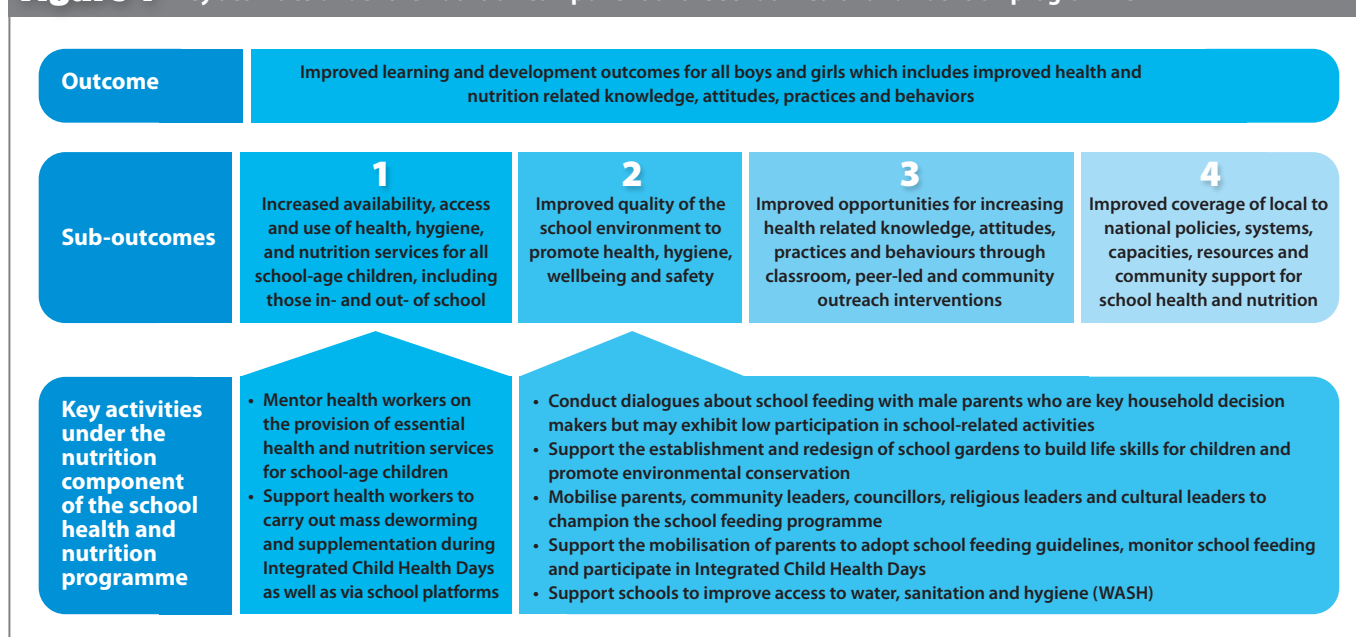 Outcome
Improved learning and development outcomes for all boys and girls which includes improved health and
nutrition related knowledge, attitudes, practices and behaviors
Sub-outcomes
1
Increased availability, access
and use of health, hygiene,
and nutrition services for all
school-age children, including
those in- and out- of school
2
Improved quality of the
school environment to
promote health, hygiene,
wellbeing and safety
3
Improved opportunities for increasing
health related knowledge, attitudes,
practices and behaviours through
classroom, peer-led and community
outreach interventions
4
Improved coverage of local to
national policies, systems,
capacities, resources and
community support for
school health and nutrition
Key activities
under the
nutrition
component
of the school
health and
nutrition
programme
• Mentor health workers on
the provision of essential
health and nutrition services
for school-age children
• Support health workers to
carry out mass deworming
and supplementation during
Integrated Child Health Days
as well as via school platforms
• Conduct dialogues about school feeding with male parents who are key household decision
makers but may exhibit low participation in school-related activities
• Support the establishment and redesign of school gardens to build life skills for children and
promote environmental conservation
• Mobilise parents, community leaders, councillors, religious leaders and cultural leaders to
champion the school feeding programme
• Support the mobilisation of parents to adopt school feeding guidelines, monitor school feeding
and participate in Integrated Child Health Days
• Support schools to improve access to water, sanitation and hygiene (WASH)